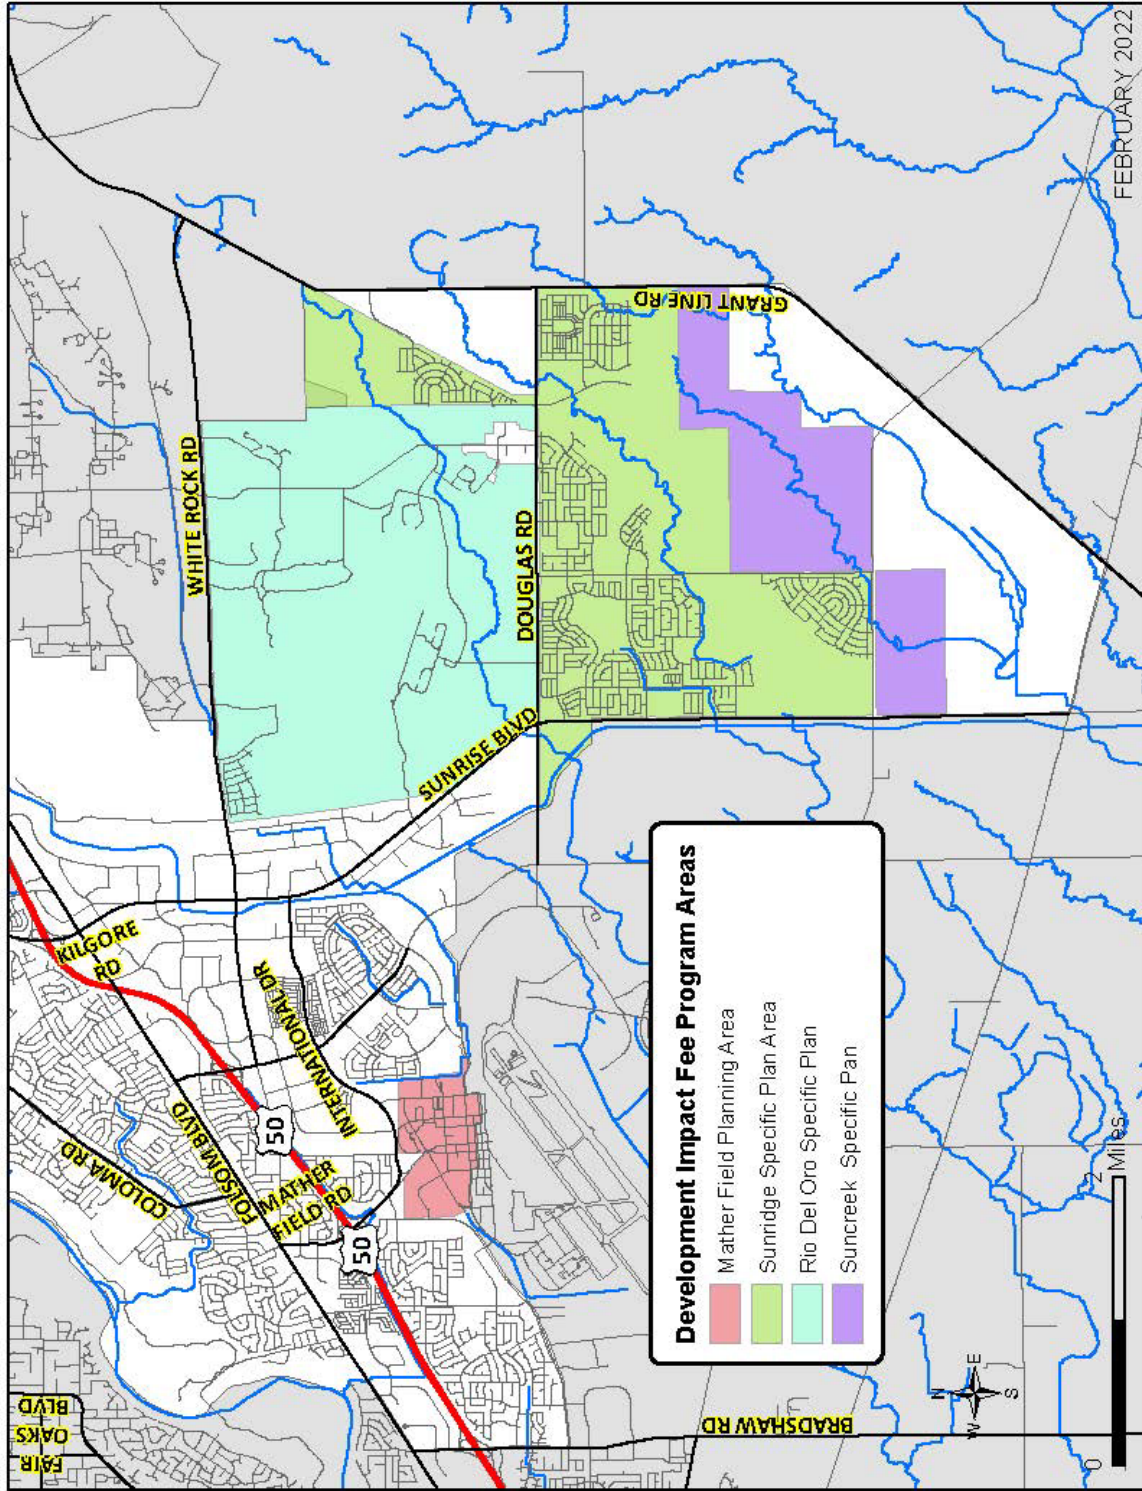 FAIR
OAKS
BLVD
COLOMA RD
KILGORE
RD
FOLSOM BLVD
50
MATHER
FIELD RD
50
INTERNATIONAL DR
WHITE ROCK RD
SUNRISE BLVD
DOUGLAS RD
GRANT LINE RD
BRADSHAW RD
Development Impact Fee Program Areas
Mather Field Planning Area
Sunridge Specific Plan Area
Rio Del Oro Specific Plan
Suncreek Specific Pan
N
W E
S
0 2
Miles
FEBRUARY 2022